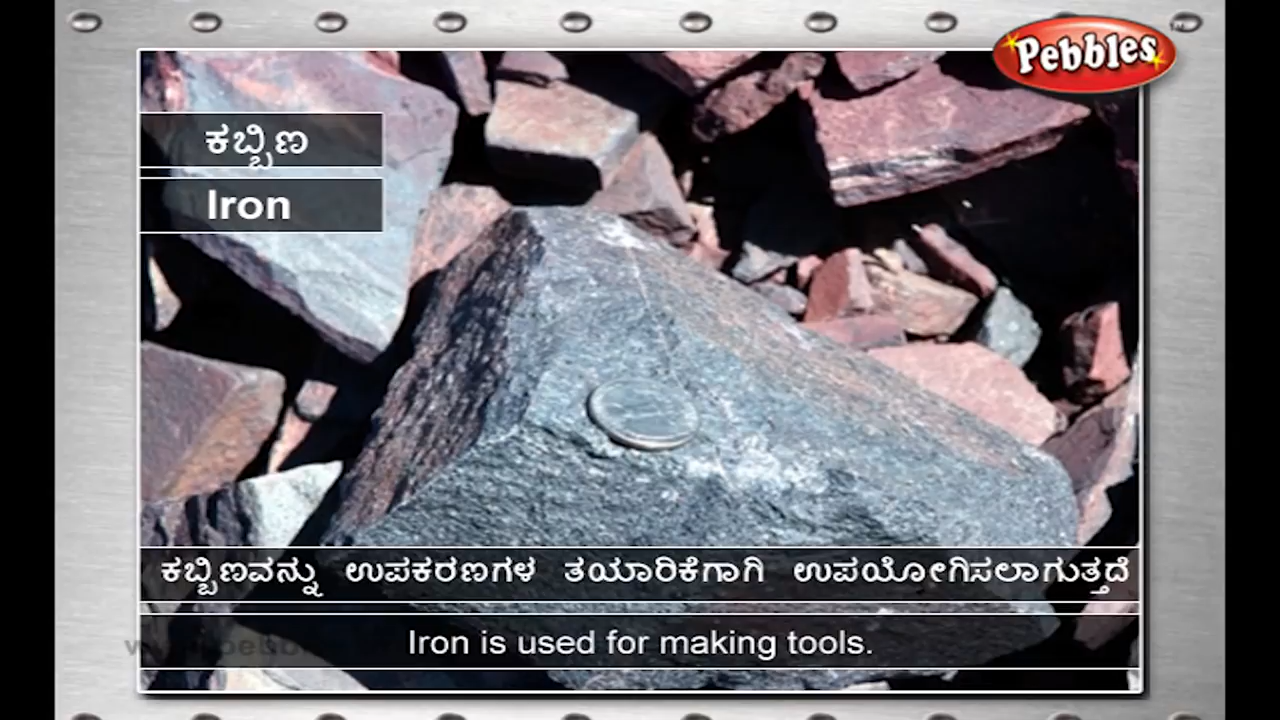 Pebbles
ಕಬ್ಬಿಣ
Iron
ಕಬ್ಬಿಣವನ್ನು ಉಪಕರಣಗಳ ತಯಾರಿಕೆಗಾಗಿ ಉಪಯೋಗಿಸಲಾಗುತ್ತದೆ
Iron is used for making tools.